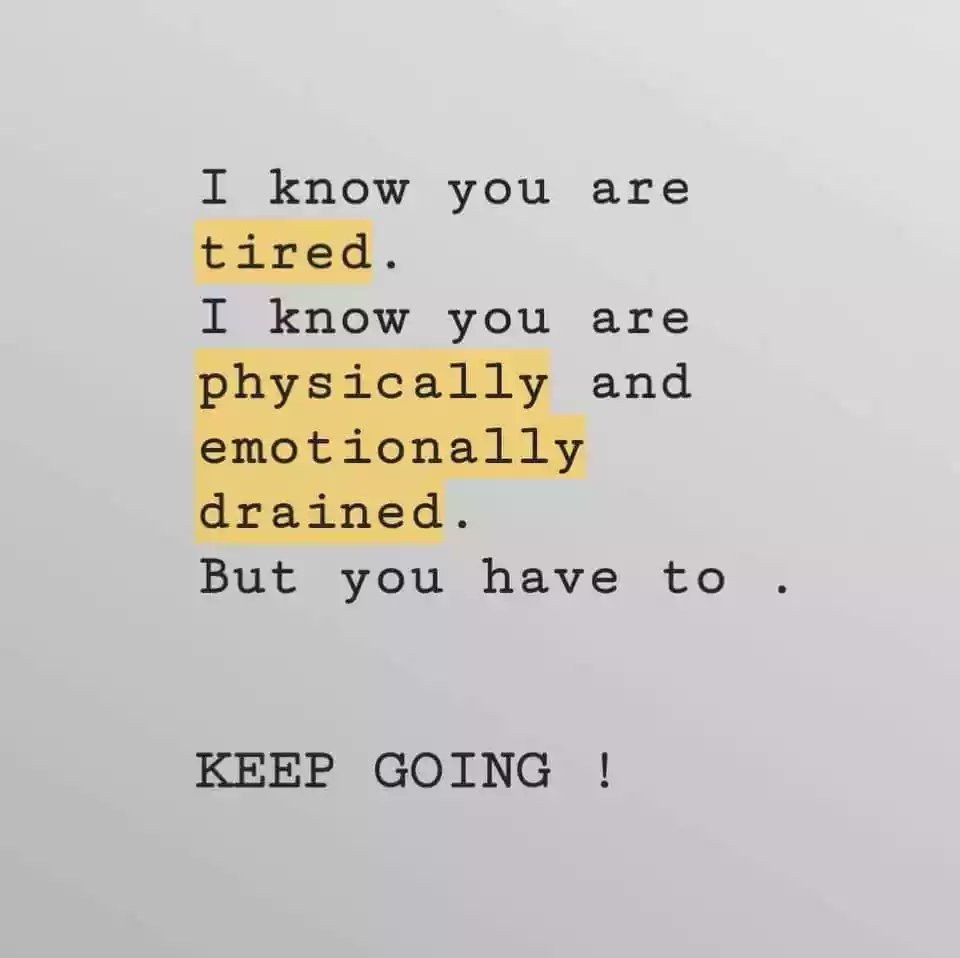 I know you are
tired.
I know you are
physically and
emotionally
drained.
But you have to .
KEEP GOING !